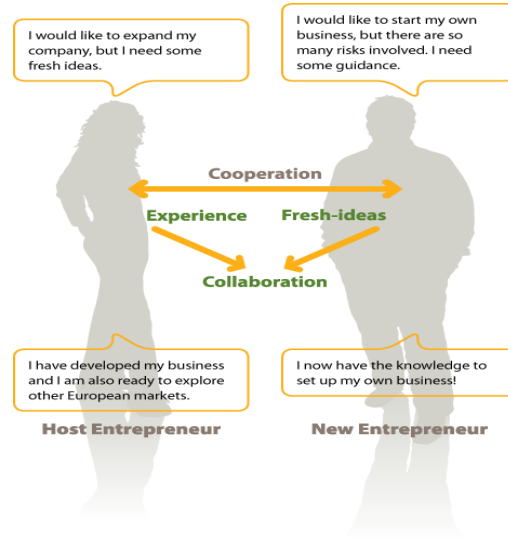 I would like to expand my
company, but I need some
fresh ideas.
I would like to start my own
business, but there are so
many risks involved. I need
some guidance.
Cooperation
Experience
Fresh-ideas
Collaboration
I have developed my business
and I am also ready to explore
other European markets.
I now have the knowledge to
set up my own business!
Host Entrepreneur
New Entrepreneur